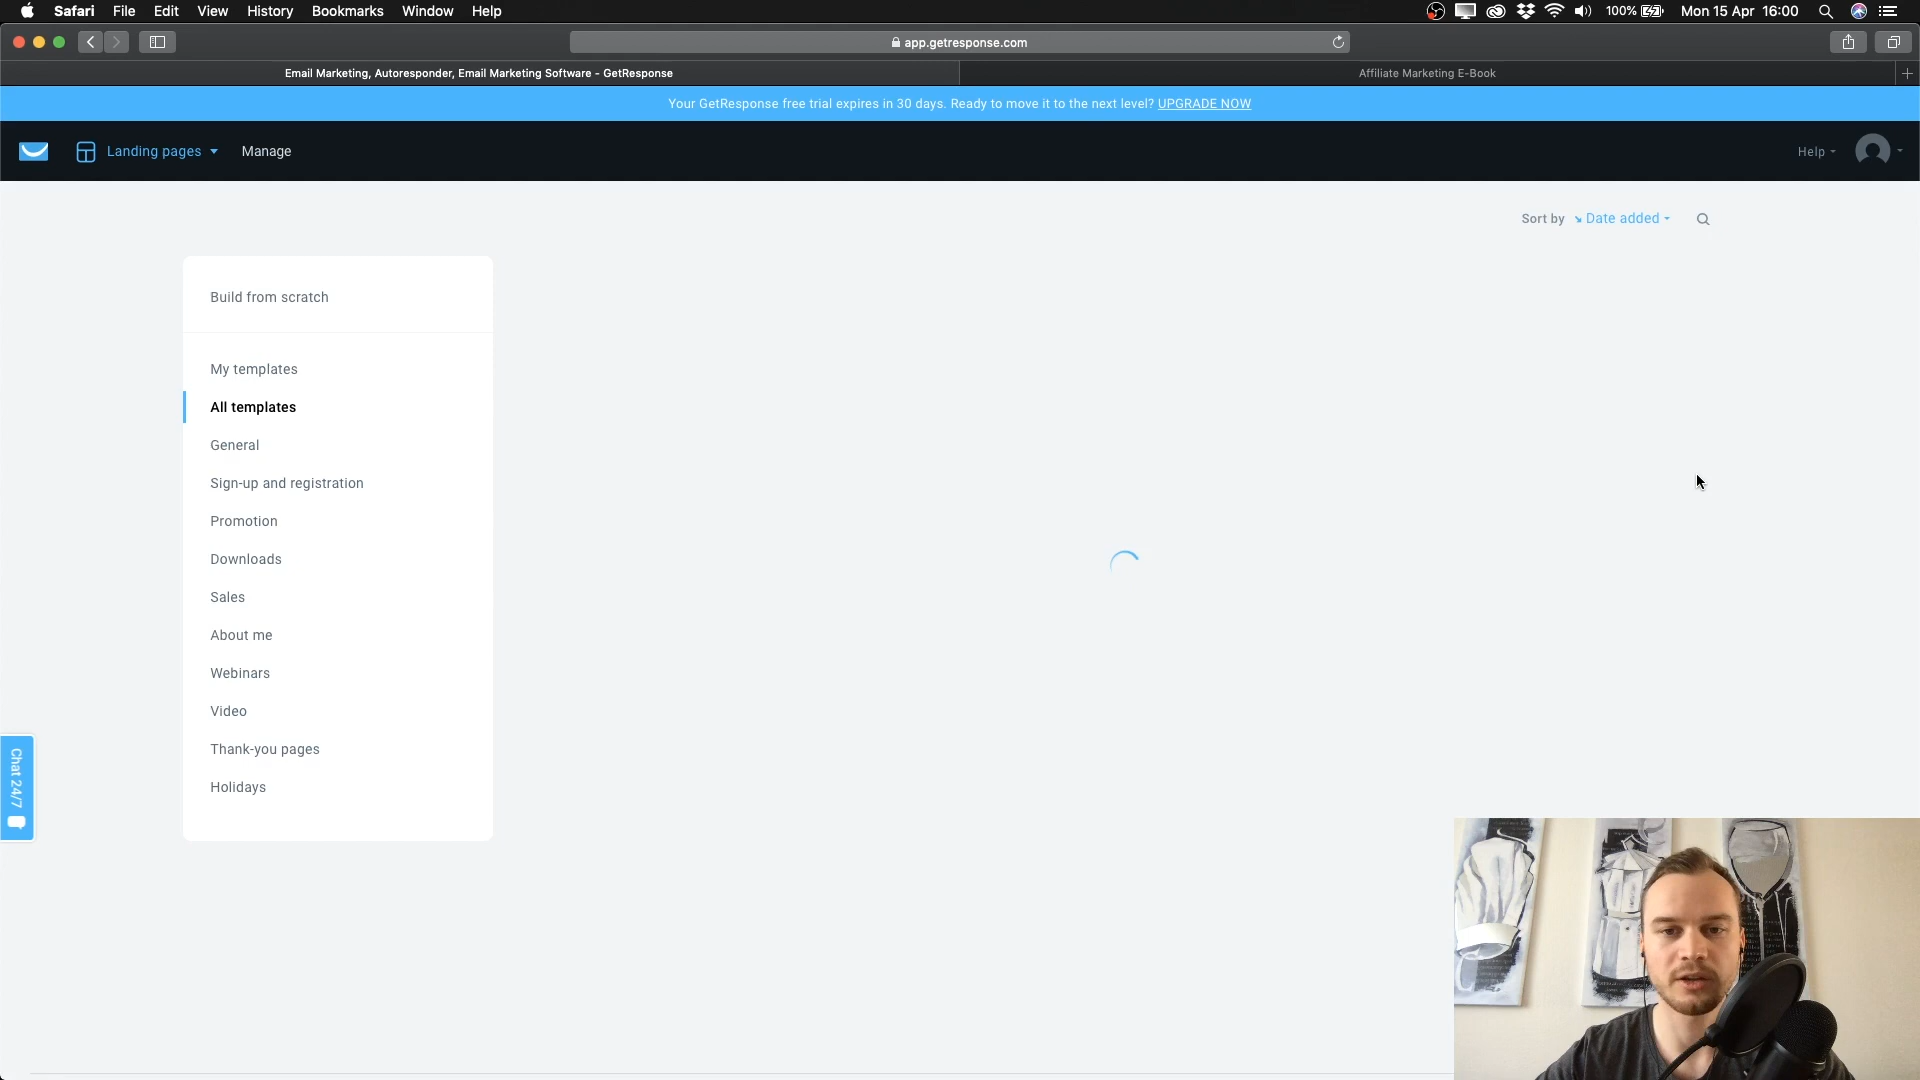 Safari File Edit View History Bookmarks Window Help 100% Mon 15 Apr 16:00
app.getresponse.com
Email Marketing, Autoresponder, Email Marketing Software - GetResponse Affiliate Marketing E-Book
Your GetResponse free trial expires in 30 days. Ready to move it to the next level? UPGRADE NOW
Landing pages Manage Help
Sort by Date added
Build from scratch
My templates
All templates
General
Sign-up and registration
Promotion
Downloads
Sales
About me
Webinars
Video
Thank-you pages
Holidays
Chat 24/7